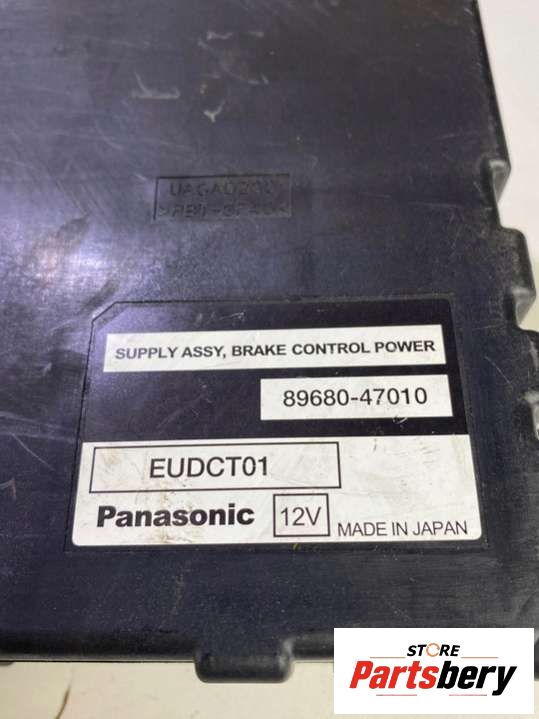 SUPPLY ASSY, BRAKE CONTROL POWER
89680-47010
EUDCT01
Panasonic 12V MADE IN JAPAN
STORE
Partsbery